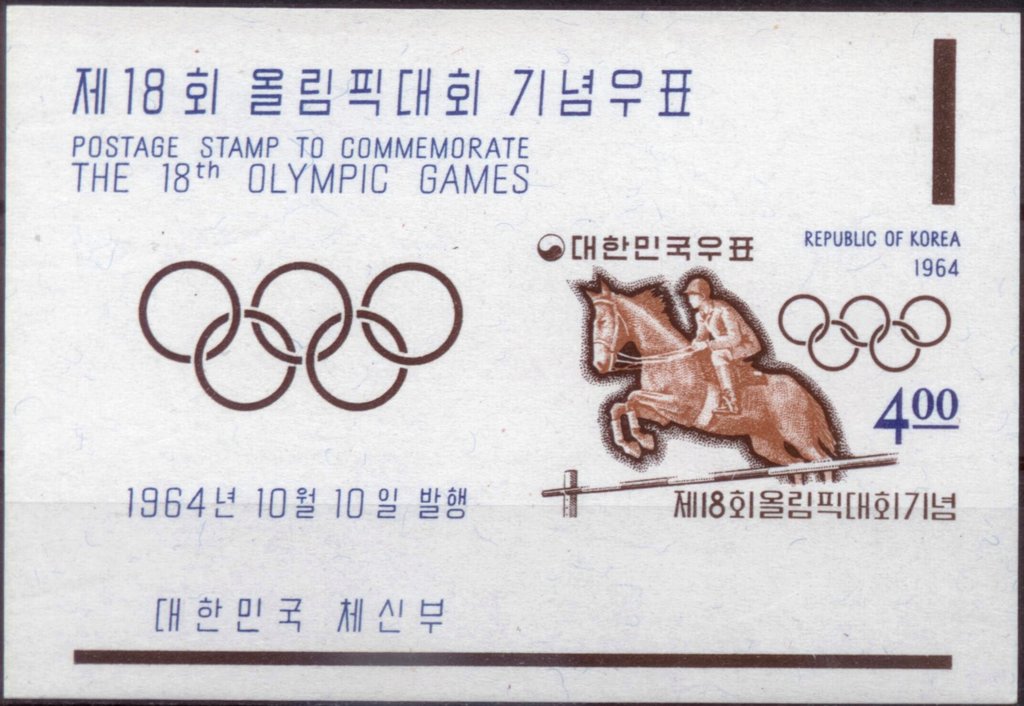 제18회 올림픽대회 기념우표
POSTAGE STAMP TO COMMEMORATE
THE 18th OLYMPIC GAMES
대한민국우표
REPUBLIC OF KOREA
1964
4.00
제18회올림픽대회기념
1964년 10월 10일 발행
대한민국 체신부